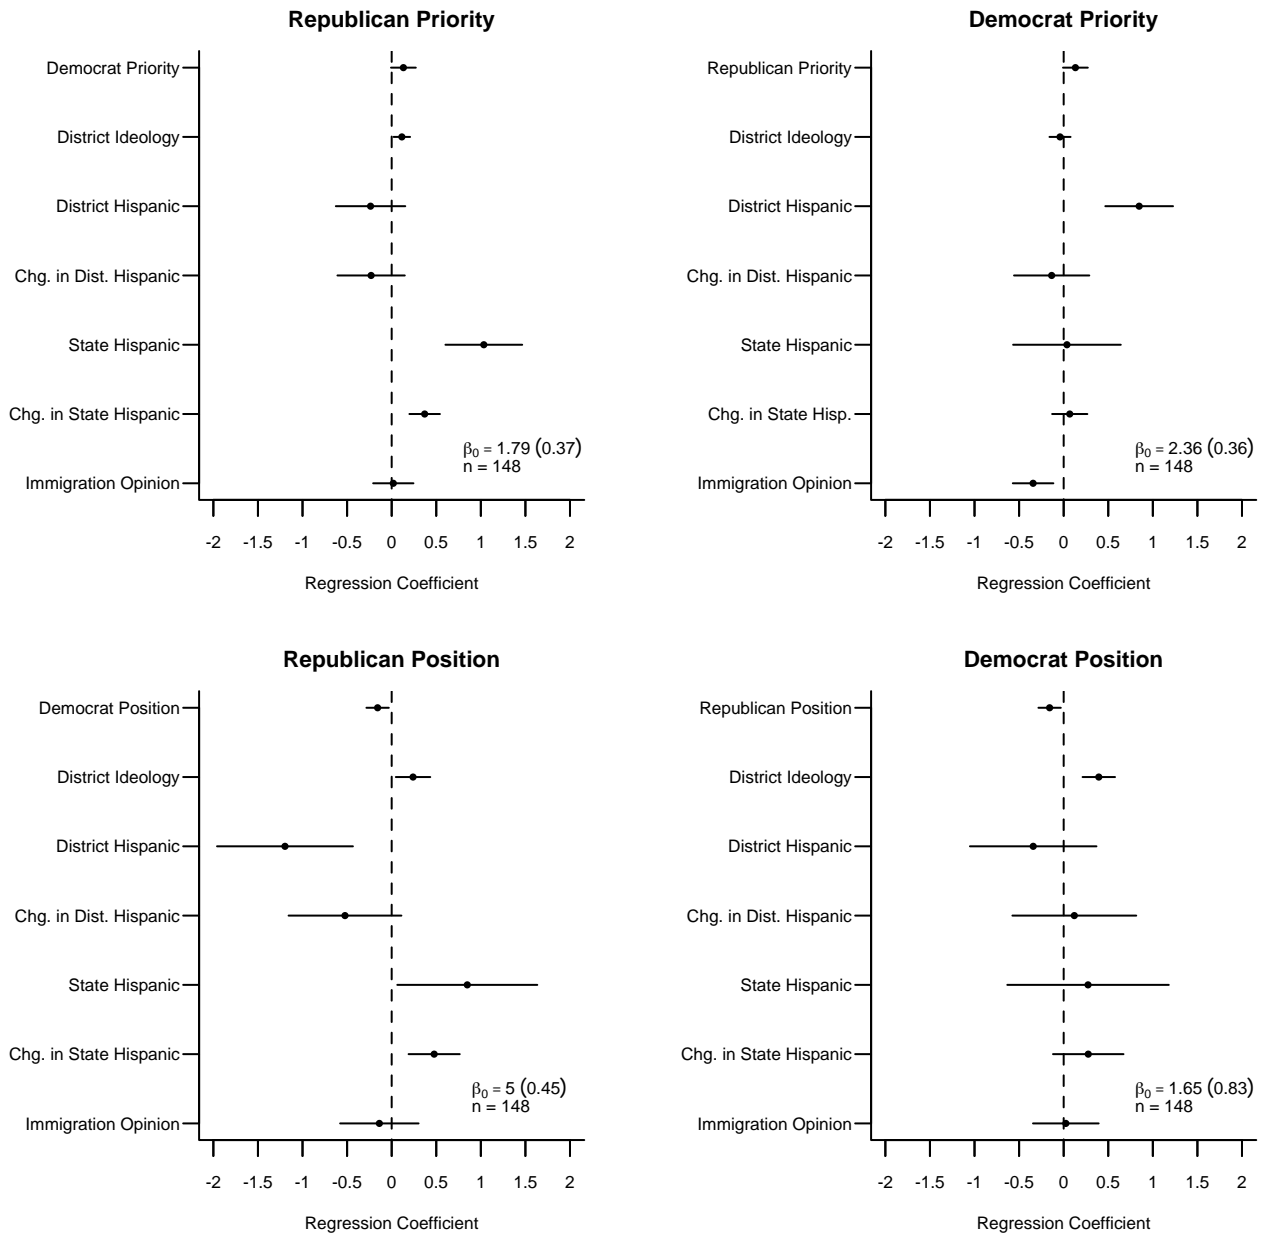 Republican Priority
Democrat Priority
District Ideology
District Hispanic
Chg. in Dist. Hispanic
State Hispanic
Chg. in State Hispanic
Immigration Opinion
β0 = 1.79 (0.37)
n = 148
-2 -1.5 -1 -0.5 0 0.5 1 1.5 2
Regression Coefficient
Democrat Priority
Republican Priority
District Ideology
District Hispanic
Chg. in Dist. Hispanic
State Hispanic
Chg. in State Hisp.
Immigration Opinion
β0 = 2.36 (0.36)
n = 148
-2 -1.5 -1 -0.5 0 0.5 1 1.5 2
Regression Coefficient
Republican Position
Democrat Position
District Ideology
District Hispanic
Chg. in Dist. Hispanic
State Hispanic
Chg. in State Hispanic
Immigration Opinion
β0 = 5 (0.45)
n = 148
-2 -1.5 -1 -0.5 0 0.5 1 1.5 2
Regression Coefficient
Democrat Position
Republican Position
District Ideology
District Hispanic
Chg. in Dist. Hispanic
State Hispanic
Chg. in State Hispanic
Immigration Opinion
β0 = 1.65 (0.83)
n = 148
-2 -1.5 -1 -0.5 0 0.5 1 1.5 2
Regression Coefficient